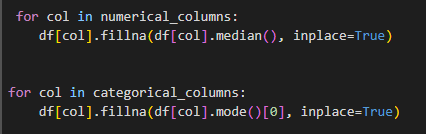 for col in numerical_columns:
    df[col].fillna(df[col].median(), inplace=True)
for col in categorical_columns:
    df[col].fillna(df[col].mode()[0], inplace=True)